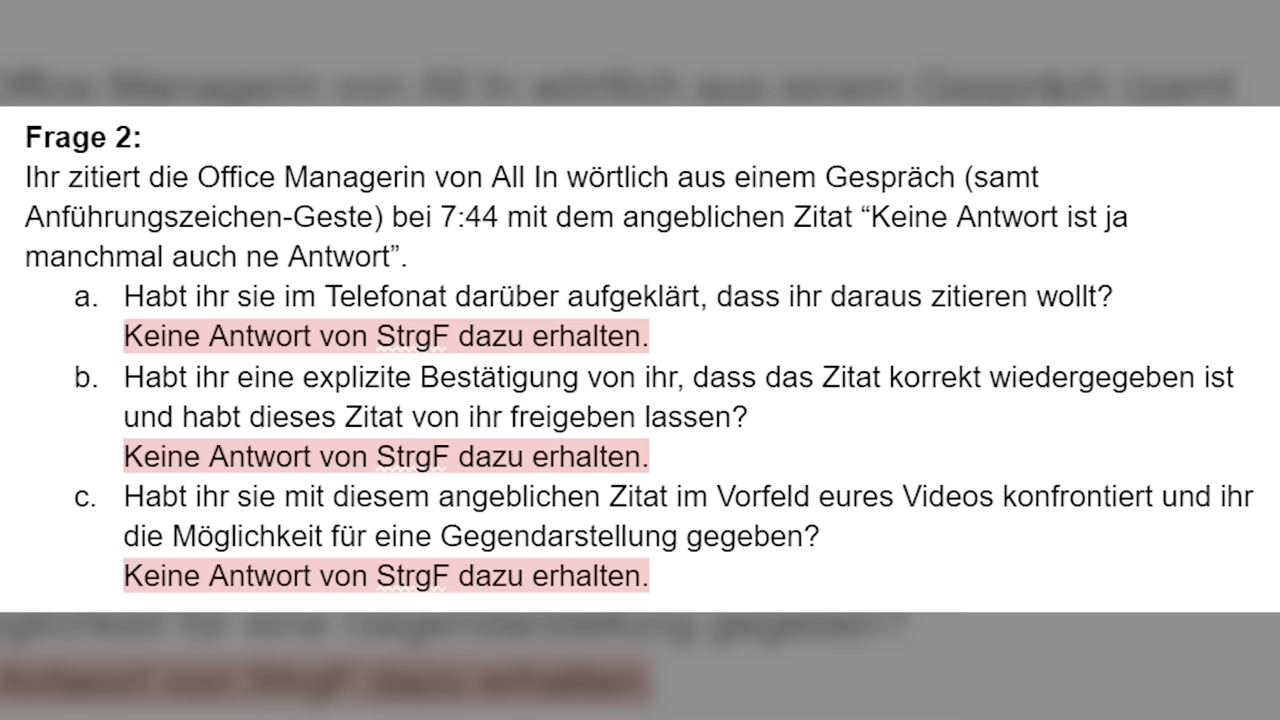 Frage 2:
Ihr zitiert die Office Managerin von All In wörtlich aus einem Gespräch (samt
Anführungszeichen-Geste) bei 7:44 mit dem angeblichen Zitat “Keine Antwort ist ja
manchmal auch ne Antwort”.
a. Habt ihr sie im Telefonat darüber aufgeklärt, dass ihr daraus zitieren wollt?
Keine Antwort von StrgF dazu erhalten.
b. Habt ihr eine explizite Bestätigung von ihr, dass das Zitat korrekt wiedergegeben ist
und habt dieses Zitat von ihr freigeben lassen?
Keine Antwort von StrgF dazu erhalten.
c. Habt ihr sie mit diesem angeblichen Zitat im Vorfeld eures Videos konfrontiert und ihr
die Möglichkeit für eine Gegendarstellung gegeben?
Keine Antwort von StrgF dazu erhalten.